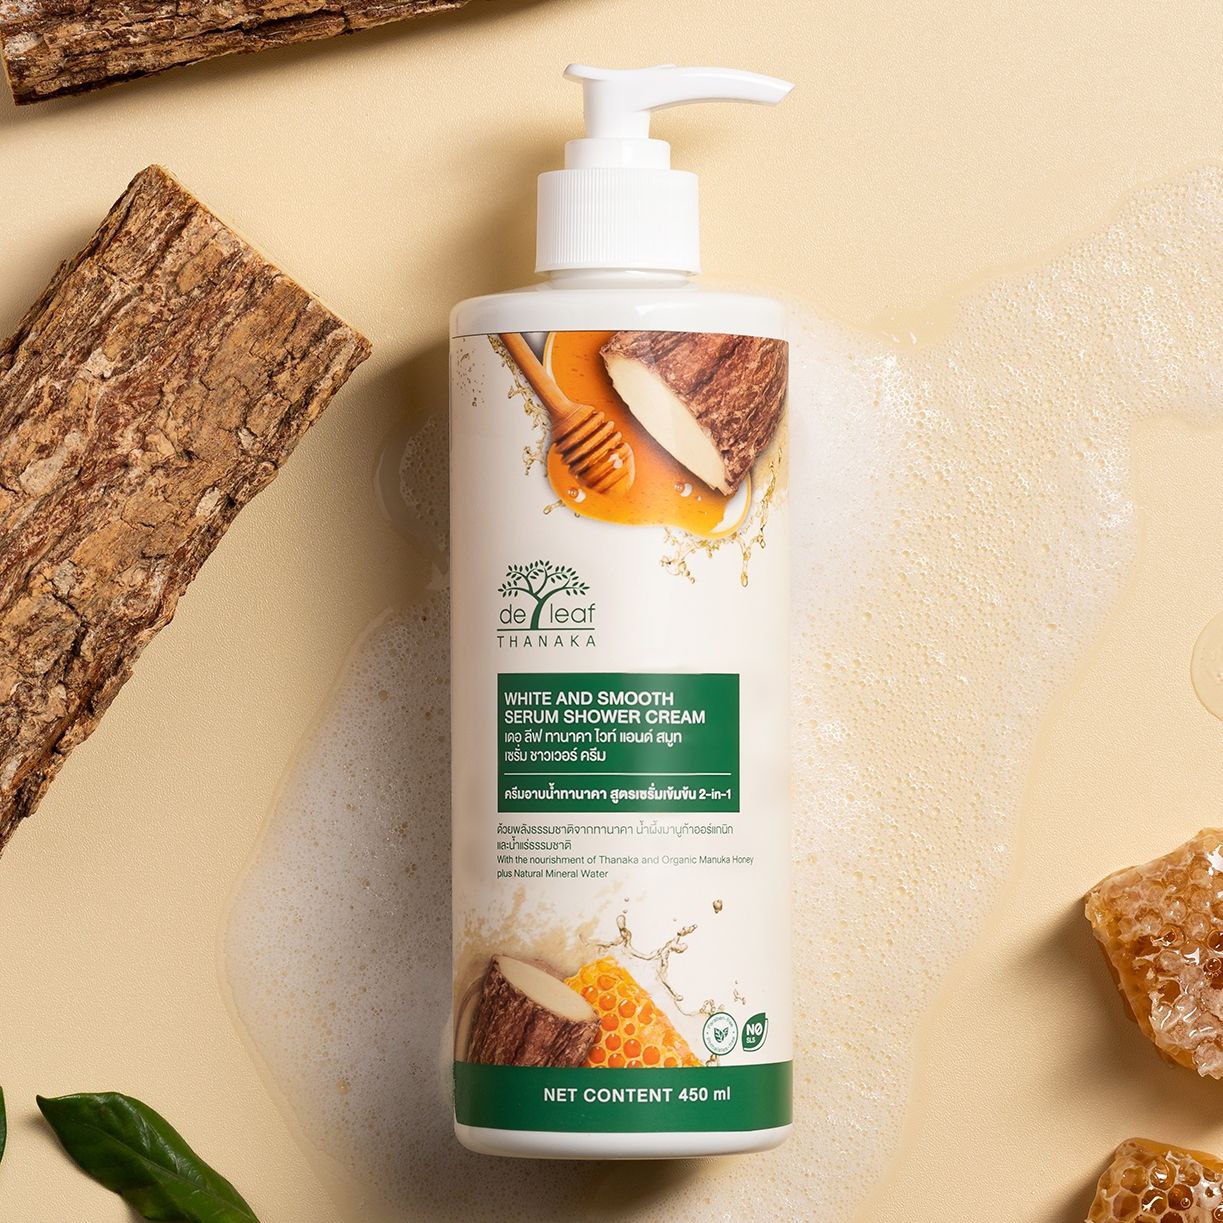 de leaf
THANAKA
WHITE AND SMOOTH
SERUM SHOWER CREAM
เดอ ลีฟ ทานาคา ไวท์ แอนด์ สมูท
เซรั่ม ชาวเวอร์ ครีม
ครีมอาบน้ำทานาคา สูตรเซรั่มเข้มข้น 2-in-1
ด้วยพลังธรรมชาติจากทานาคา น้ำผึ้งมานูก้าออร์แกนิก
และน้ำแร่ธรรมชาติ
With the nourishment of Thanaka and Organic Manuka Honey
plus Natural Mineral Water
NO
SLS
NET CONTENT 450 ml